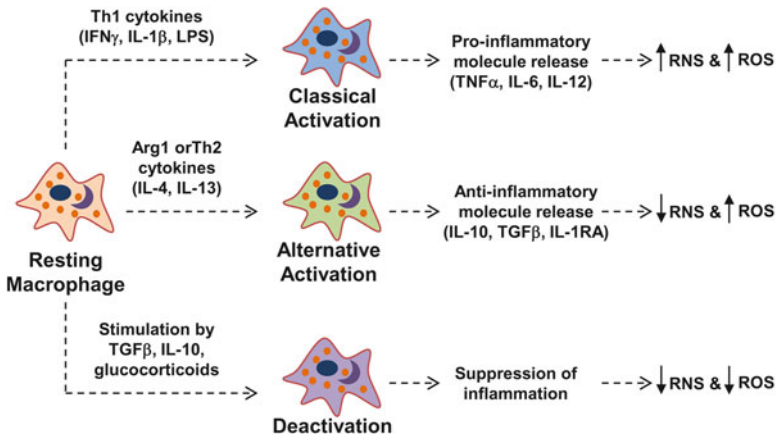 Th1 cytokines
(IFNγ, IL-1β, LPS)
Classical
Activation
Pro-inflammatory
molecule release
(TNFα, IL-6, IL-12)
↑ RNS & ↑ ROS
Resting
Macrophage
Arg1 orTh2
cytokines
(IL-4, IL-13)
Alternative
Activation
Anti-inflammatory
molecule release
(IL-10, TGFβ, IL-1RA)
↓ RNS & ↑ ROS
Stimulation by
TGFβ, IL-10,
glucocorticoids
Deactivation
Suppression of
inflammation
↓ RNS & ↓ ROS